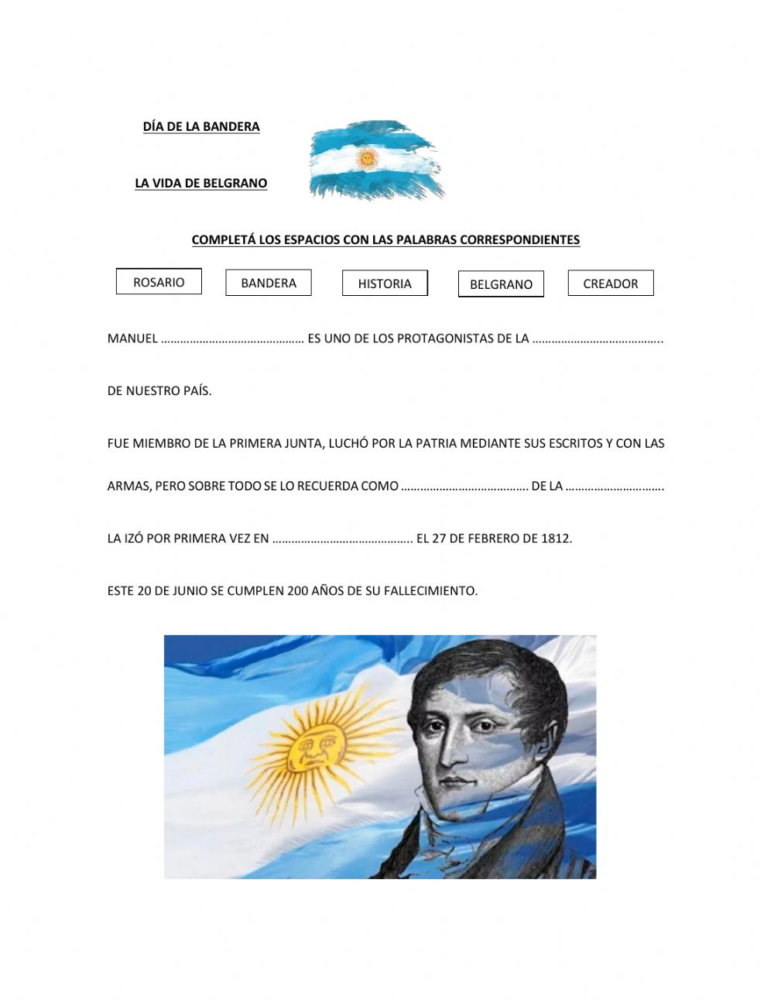 DÍA DE LA BANDERA
LA VIDA DE BELGRANO
COMPLETÁ LOS ESPACIOS CON LAS PALABRAS CORRESPONDIENTES
ROSARIO BANDERA HISTORIA BELGRANO CREADOR
MANUEL ……………………………………… ES UNO DE LOS PROTAGONISTAS DE LA …………………………………..
DE NUESTRO PAÍS.
FUE MIEMBRO DE LA PRIMERA JUNTA, LUCHÓ POR LA PATRIA MEDIANTE SUS ESCRITOS Y CON LAS
ARMAS, PERO SOBRE TODO SE LO RECUERDA COMO …………………………………. DE LA ………………………….
LA IZÓ POR PRIMERA VEZ EN …………………………………….. EL 27 DE FEBRERO DE 1812.
ESTE 20 DE JUNIO SE CUMPLEN 200 AÑOS DE SU FALLECIMIENTO.